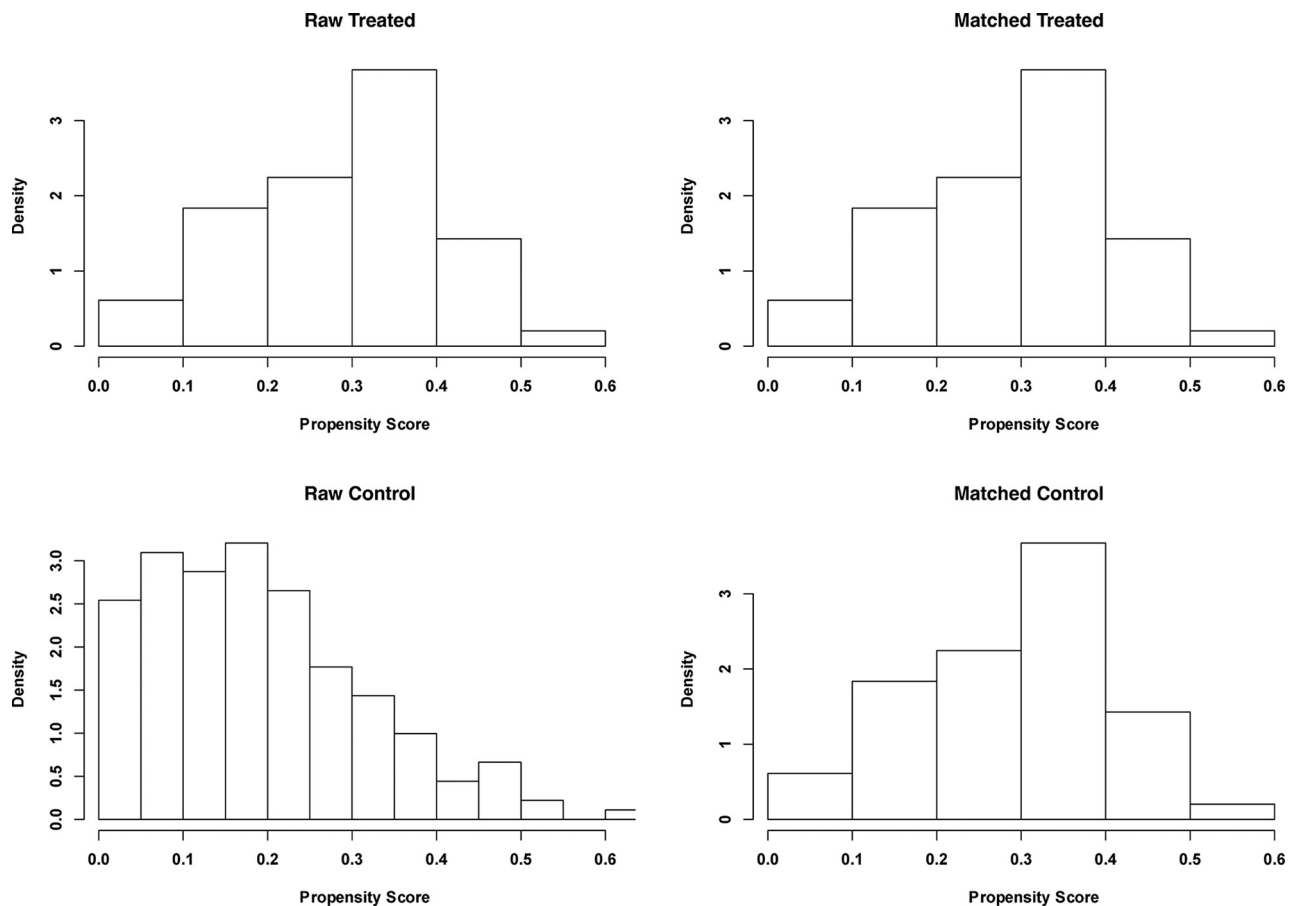 Raw Treated
Density
3
2
1
0
0.0 0.1 0.2 0.3 0.4 0.5 0.6
Propensity Score
Matched Treated
Density
3
2
1
0
0.0 0.1 0.2 0.3 0.4 0.5 0.6
Propensity Score
Raw Control
Density
3.0
2.5
2.0
1.5
1.0
0.5
0.0
0.0 0.1 0.2 0.3 0.4 0.5 0.6
Propensity Score
Matched Control
Density
3
2
1
0
0.0 0.1 0.2 0.3 0.4 0.5 0.6
Propensity Score